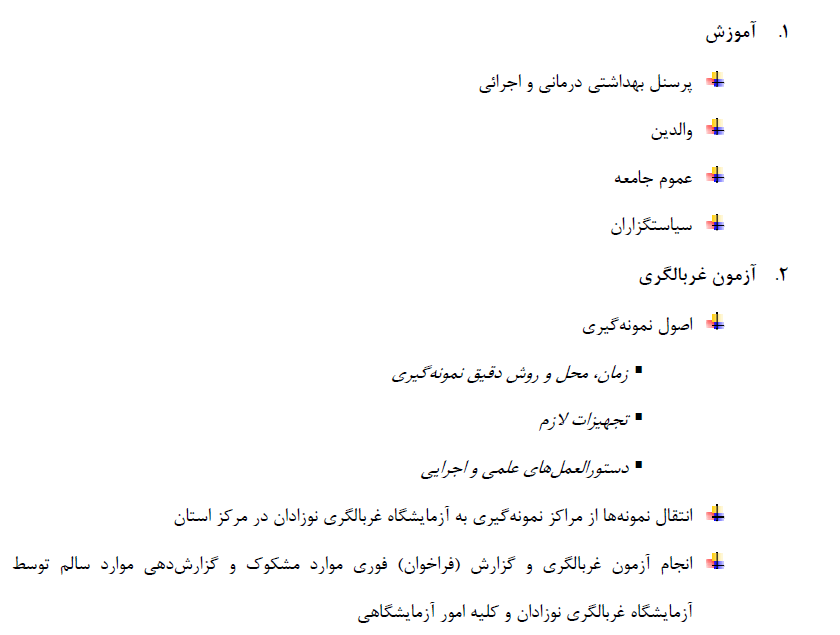 ۱. آموزش
پرسنل بهداشتی درمانی و اجرائی
والدین
عموم جامعه
سیاستگزاران
۲. آزمون غربالگری
اصول نمونه‌گیری
زمان، محل و روش دقیق نمونه‌گیری
تجهیزات لازم
دستورالعمل‌های علمی و اجرایی
انتقال نمونه‌ها از مراکز نمونه‌گیری به آزمایشگاه غربالگری نوزادان در مرکز استان
انجام آزمون غربالگری و گزارش (فراخوان) فوری موارد مشکوک و گزارش‌دهی موارد سالم توسط
آزمایشگاه غربالگری نوزادان و کلیه امور آزمایشگاهی